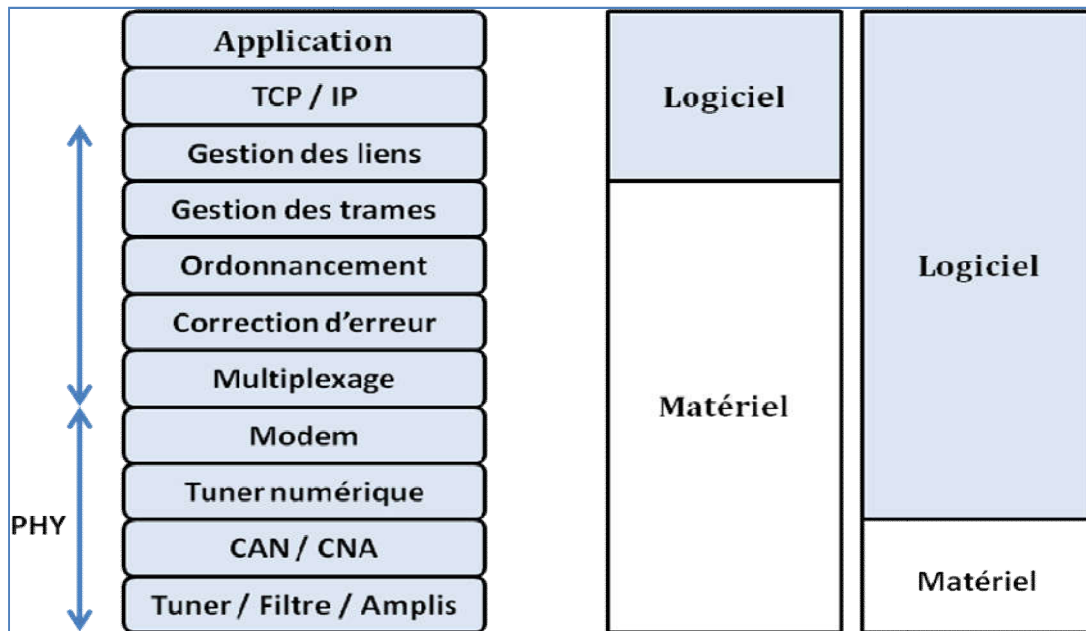 Application
TCP / IP
Gestion des liens
Gestion des trames
Ordonnancement
Correction d'erreur
Multiplexage
Modem
Tuner numérique
CAN / CNA
Tuner / Filtre / Amplis
PHY
Logiciel
Matériel
Logiciel
Matériel